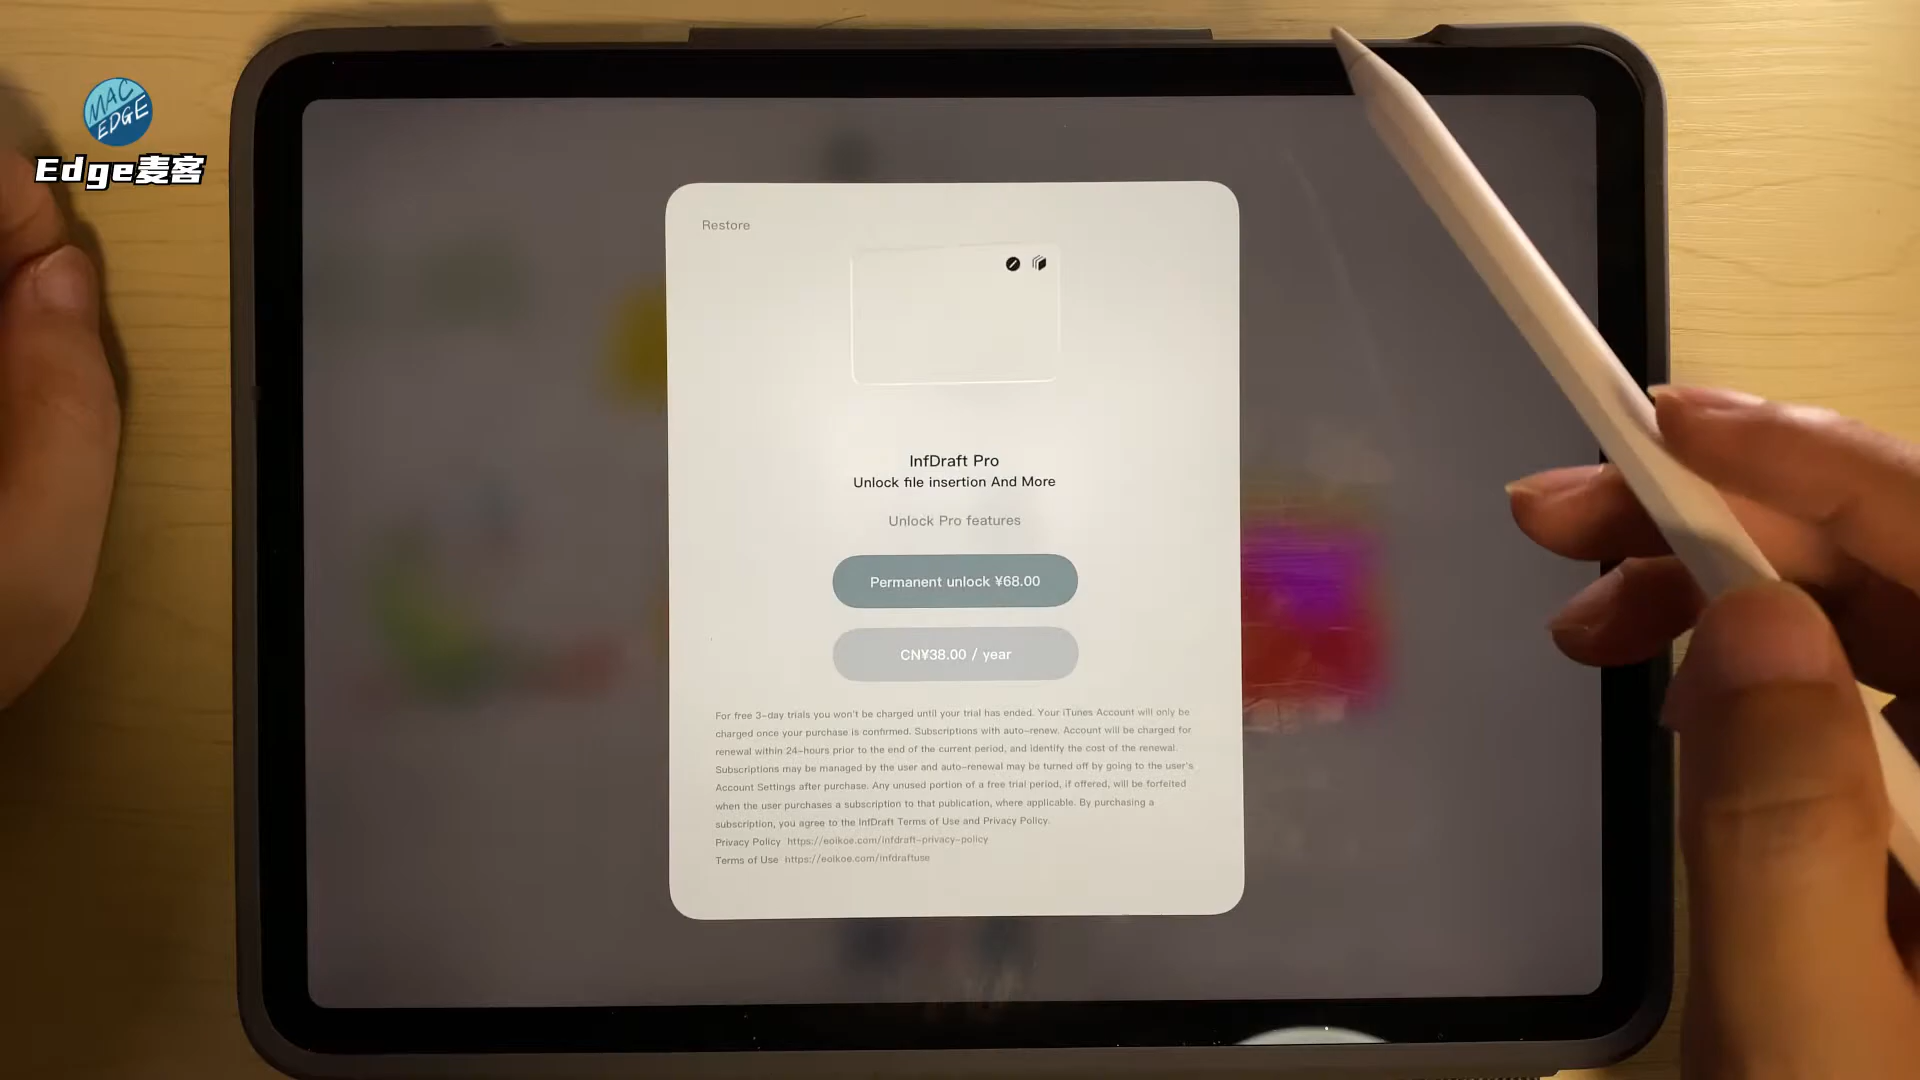 MAC
EDGE
Edge麦客
Restore
InfDraft Pro
Unlock file insertion And More
Unlock Pro features
Permanent unlock ¥68.00
CN¥38.00 / year
For free 3-day trials you won't be charged until your trial has ended. Your iTunes Account will only be
charged once your purchase is confirmed. Subscriptions with auto-renew. Account will be charged for
renewal within 24-hours prior to the end of the current period, and identify the cost of the renewal.
Subscriptions may be managed by the user and auto-renewal may be turned off by going to the user's
Account Settings after purchase. Any unused portion of a free trial period, if offered, will be forfeited
when the user purchases a subscription to that publication, where applicable. By purchasing a
subscription, you agree to the InfDraft Terms of Use and Privacy Policy.
Privacy Policy https://eoikoe.com/infdraft-privacy-policy
Terms of Use https://eoikoe.com/infdraftuse